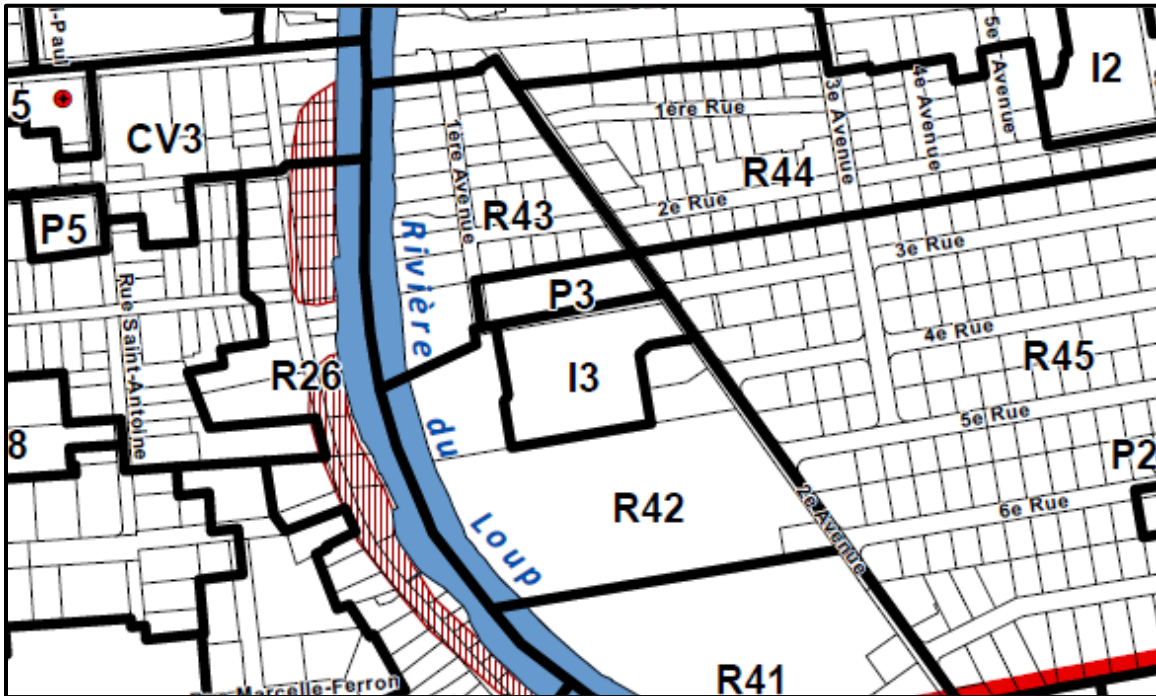 I2
5
CV3
1ère Rue
3e Avenue
4e Avenue
5e Avenue
1ère Avenue
R44
2e Rue
R43
P5
3e Rue
Rivière
du
Loup
P3
4e Rue
R45
Rue Saint-Antoine
R26
I3
5e Rue
8
P2
R42
2e Avenue
6e Rue
R41
Marcelle-Ferron